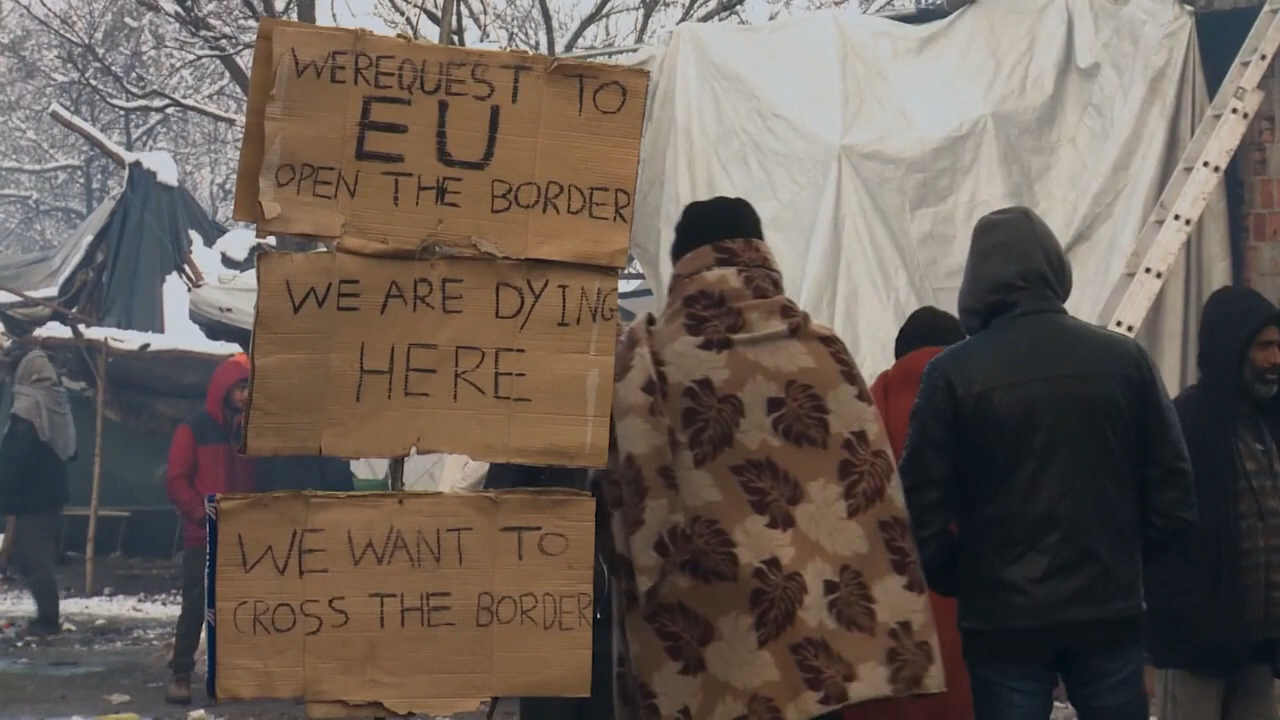 WEREQUEST TO
EU
OPEN THE BORDER
WE ARE DYING
HERE
WE WANT TO
CROSS THE BORDER